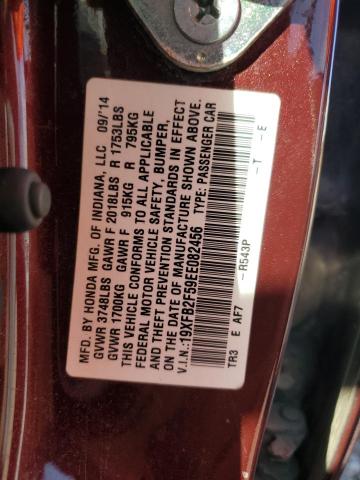 MFD. BY HONDA MFG. OF INDIANA, LLC 09/'14
GVWR 3748LBS GAWR F 2018LBS R 1753LBS
GVWR 1700KG GAWR F 915KG R 795KG
THIS VEHICLE CONFORMS TO ALL APPLICABLE
FEDERAL MOTOR VEHICLE SAFETY, BUMPER,
AND THEFT PREVENTION STANDARDS IN EFFECT
ON THE DATE OF MANUFACTURE SHOWN ABOVE.
V.I.N.:19XFB2F59EE082456 TYPE: PASSENGER CAR
TR3 E AF7 -R543P -T -E